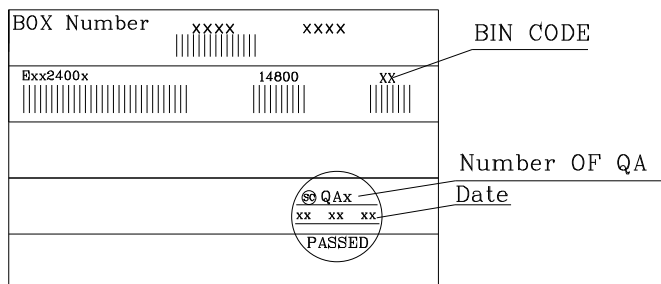 BOX Number xxxx xxxx
BIN CODE
Exx2400x 14800 XX
Number OF QA
QAx
Date
xx xx xx
PASSED